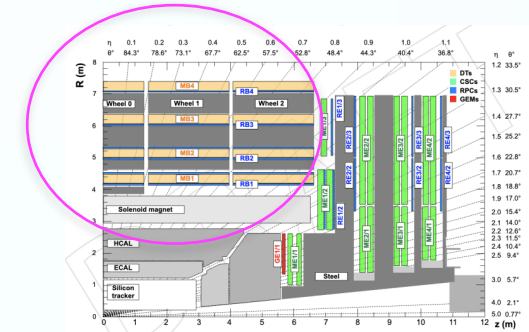 η 0.1 0.2 0.3 0.4 0.5 0.6 0.7 0.8 0.9 1.0 1.1 η θ°
θ° 84.3° 78.6° 73.1° 67.7° 62.5° 57.5° 52.8° 48.4° 44.3° 40.4° 36.8°
R (m)
8
7
6
5
4
3
2
1
0
MB4
RB4
Wheel 0 Wheel 1 Wheel 2
MB3
RB3
MB2
RB2
MB1
RB1
Solenoid magnet
HCAL
ECAL
Silicon
tracker
Steel
GE1/1
ME1/1
ME1/2
RE1/2
RE1/3
ME2/1
ME2/2
RE2/2
RE2/3
ME3/1
ME3/2
RE3/2
RE3/3
ME4/1
ME4/2
RE4/2
RE4/3
DTs
CSCs
RPCs
GEMs
1.2 33.5°
1.3 30.5°
1.4 27.7°
1.5 25.2°
1.6 22.8°
1.7 20.7°
1.8 18.8°
1.9 17.0°
2.0 15.4°
2.1 14.0°
2.2 12.6°
2.3 11.5°
2.4 10.4°
2.5 9.4°
3.0 5.7°
4.0 2.1°
5.0 0.77°
0 1 2 3 4 5 6 7 8 9 10 11 12
z (m)